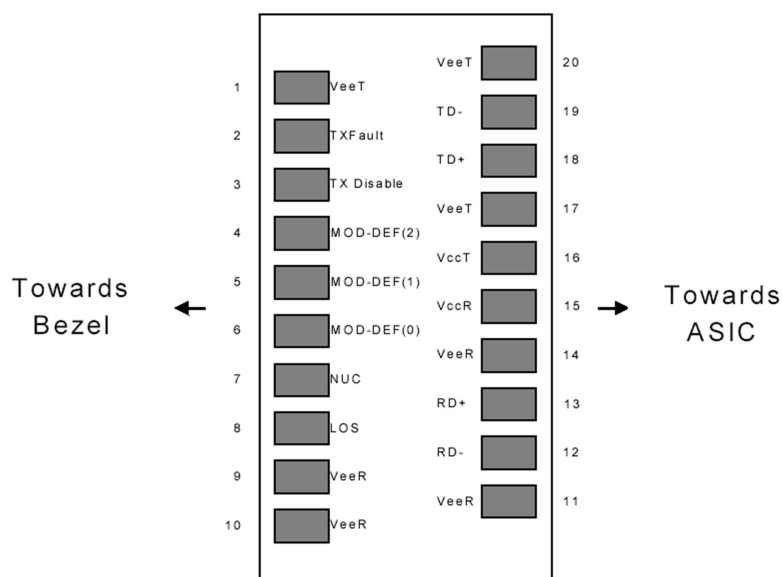 1 VeeT
2 TXFault
3 TX Disable
4 MOD-DEF(2)
5 MOD-DEF(1)
6 MOD-DEF(0)
7 NUC
8 LOS
9 VeeR
10 VeeR
VeeT 20
TD- 19
TD+ 18
VeeT 17
VccT 16
VccR 15
VeeR 14
RD+ 13
RD- 12
VeeR 11
Towards
Bezel
Towards
ASIC